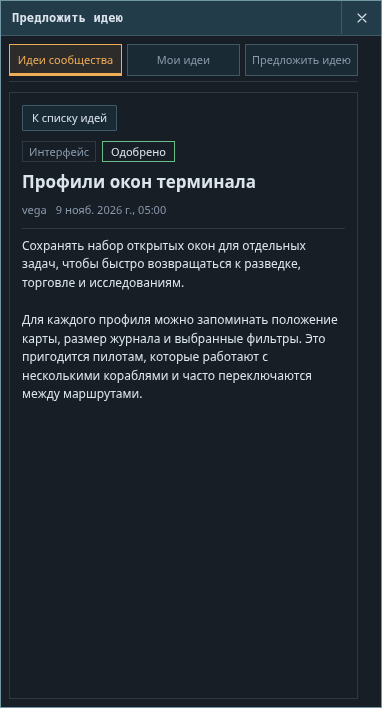 Предложить идею
Идеи сообщества
Мои идеи
Предложить идею
К списку идей
Интерфейс
Одобрено
Профили окон терминала
vega 9 нояб. 2026 г., 05:00
Сохранять набор открытых окон для отдельных
задач, чтобы быстро возвращаться к разведке,
торговле и исследованиям.
Для каждого профиля можно запоминать положение
карты, размер журнала и выбранные фильтры. Это
пригодится пилотам, которые работают с
несколькими кораблями и часто переключаются
между маршрутами.